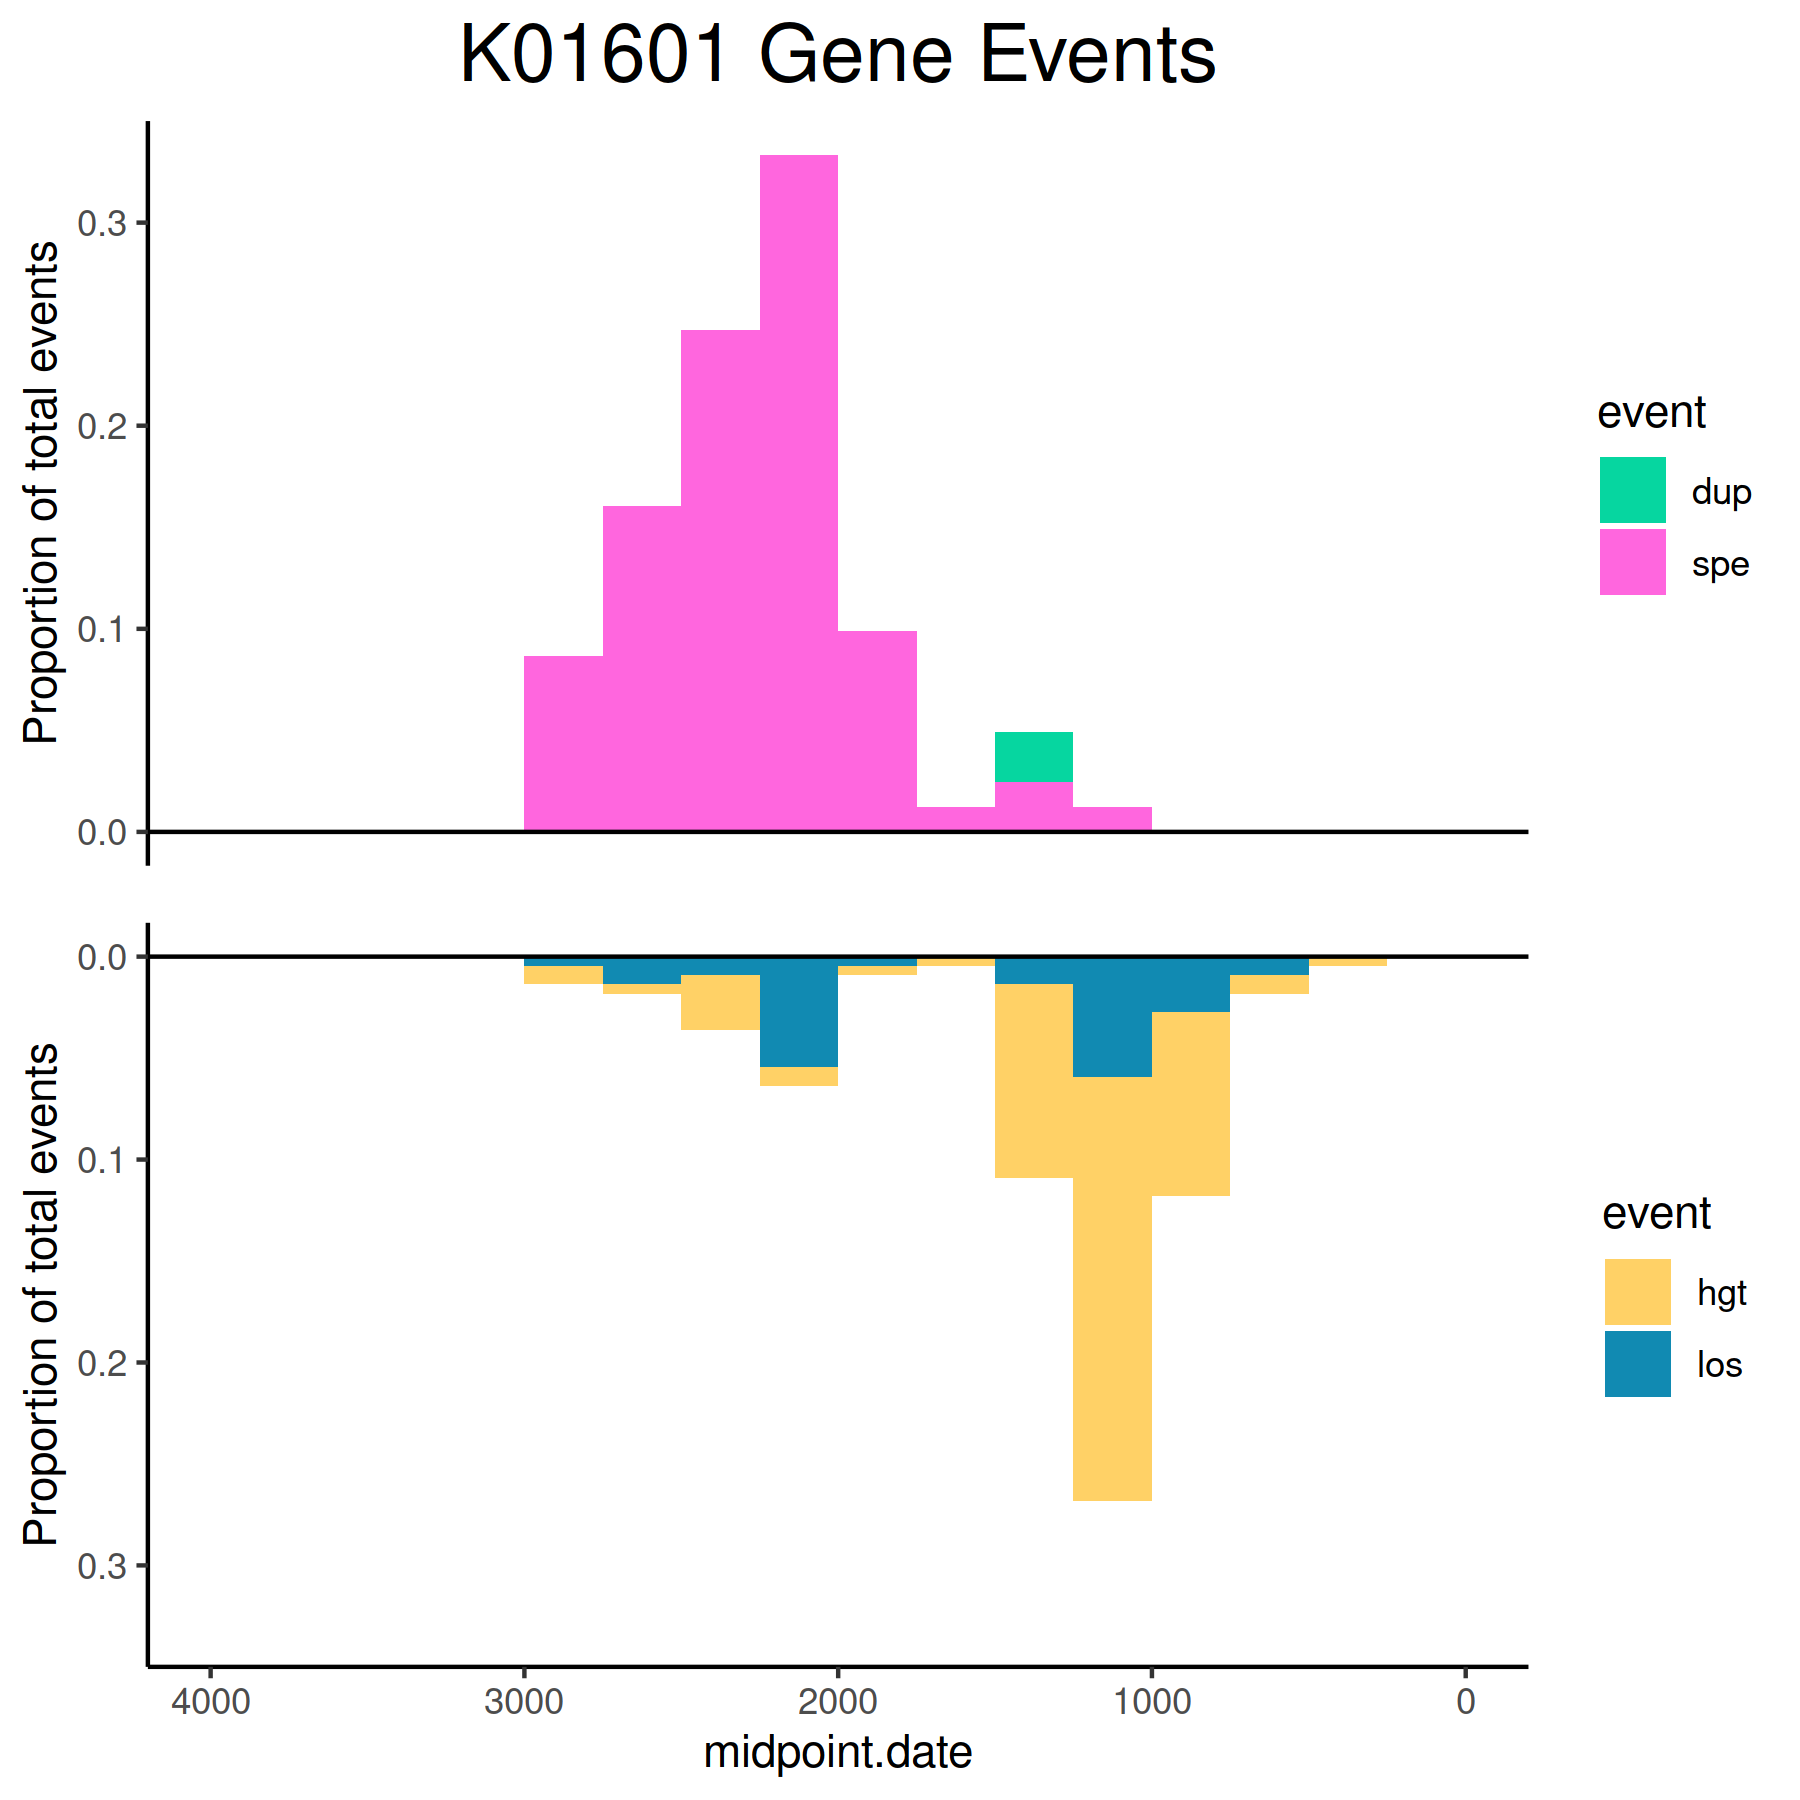 K01601 Gene Events
Proportion of total events
0.3
0.2
0.1
0.0
event
dup
spe
Proportion of total events
0.0
0.1
0.2
0.3
event
hgt
los
4000 3000 2000 1000 0
midpoint.date